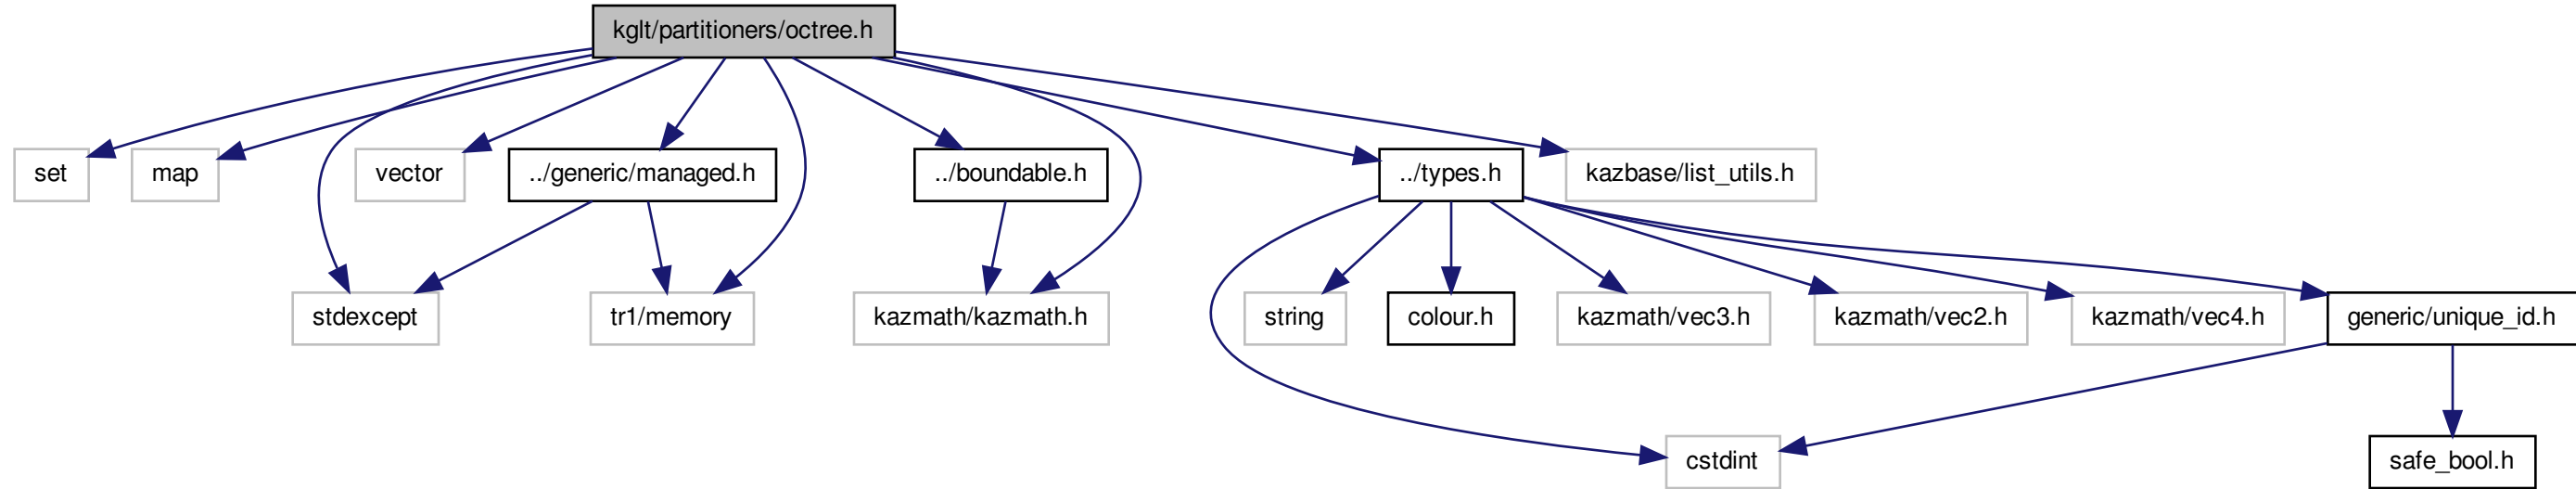 kglt/partitioners/octree.h
set
map
vector
../generic/managed.h
../boundable.h
../types.h
kazbase/list_utils.h
stdexcept
tr1/memory
kazmath/kazmath.h
string
colour.h
kazmath/vec3.h
kazmath/vec2.h
kazmath/vec4.h
generic/unique_id.h
cstdint
safe_bool.h